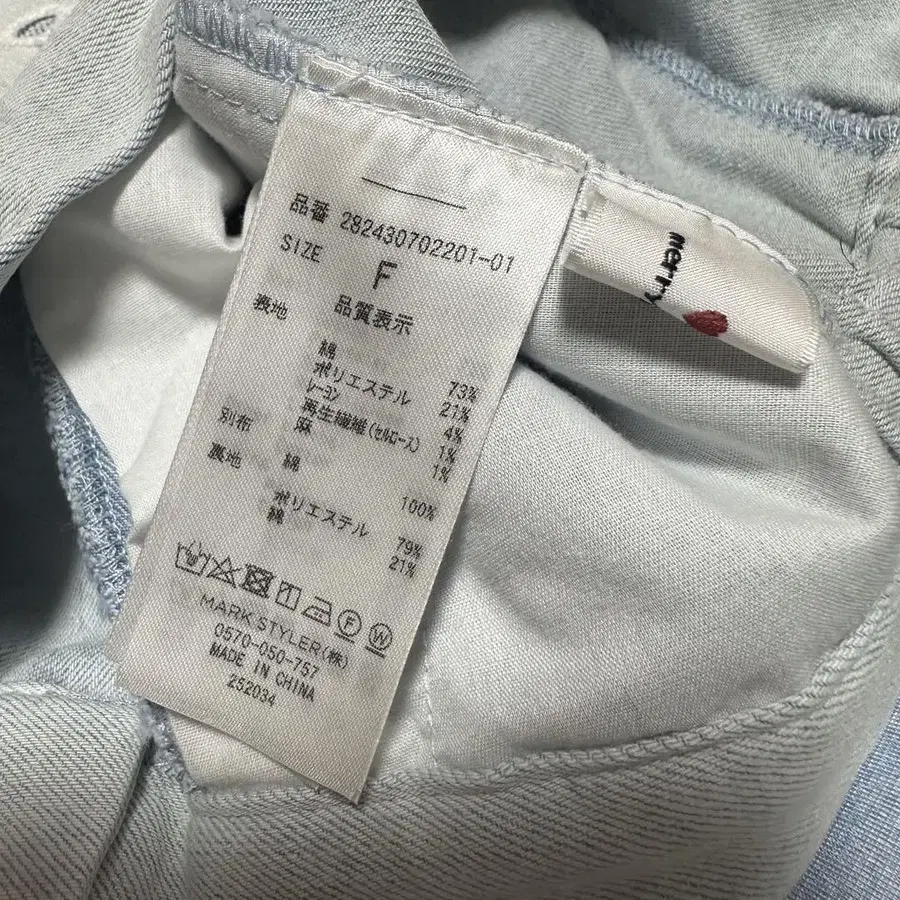 品番 282430702201-01
SIZE F
品質表示
表地 綿 73%
ポリエステル 21%
レーヨン 4%
再生繊維(セルロース) 1%
麻 1%
別布 綿 100%
裏地 ポリエステル 79%
綿 21%
F W
MARK STYLER(株)
0570-050-757
MADE IN CHINA
252034
merry